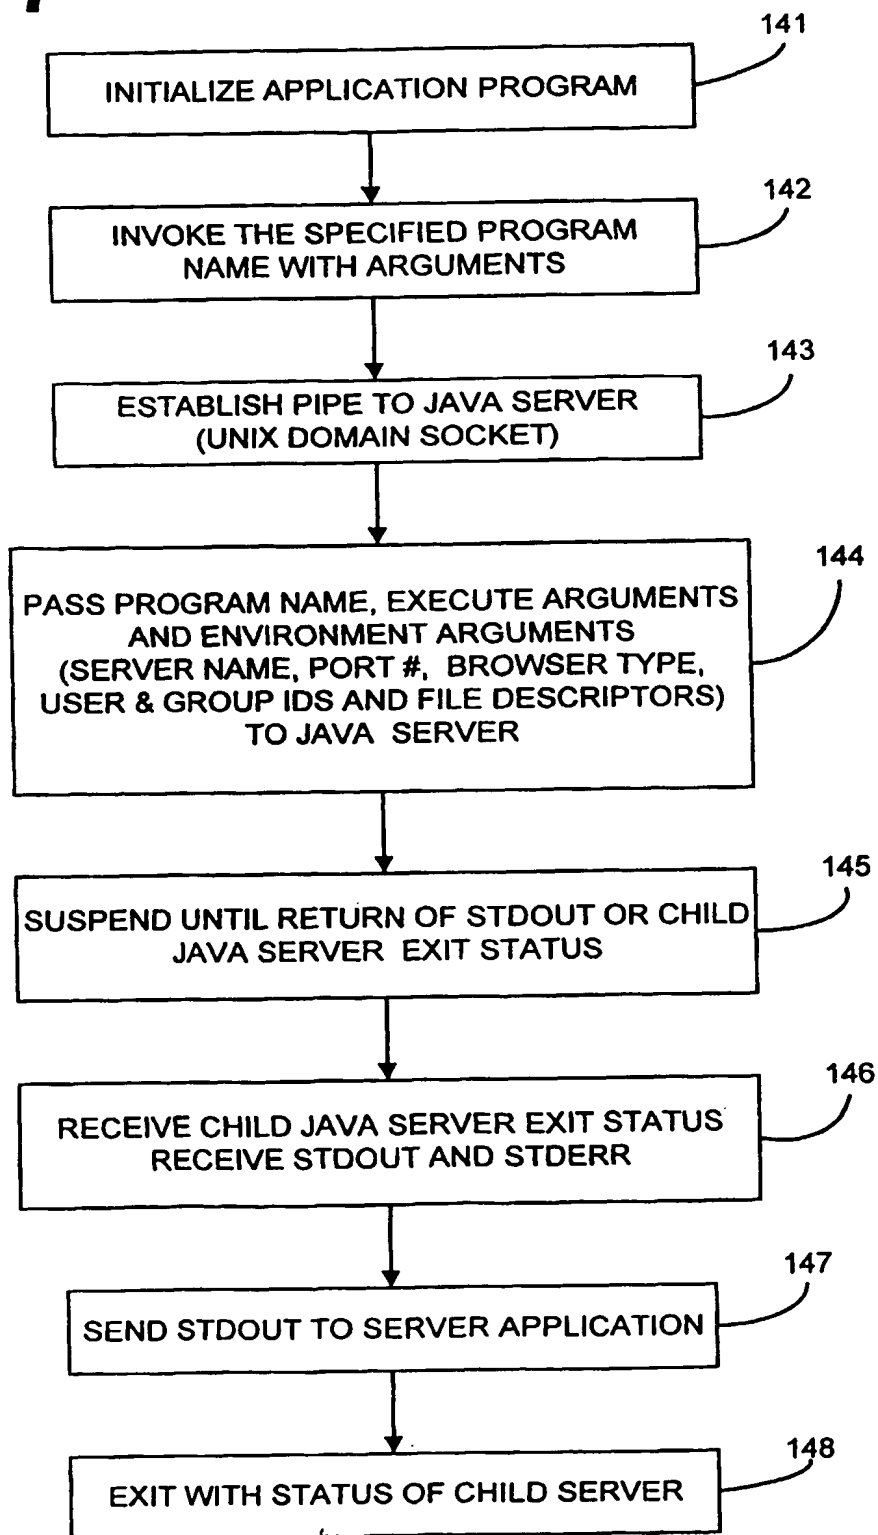 141
INITIALIZE APPLICATION PROGRAM
142
INVOKE THE SPECIFIED PROGRAM
NAME WITH ARGUMENTS
143
ESTABLISH PIPE TO JAVA SERVER
(UNIX DOMAIN SOCKET)
144
PASS PROGRAM NAME, EXECUTE ARGUMENTS
AND ENVIRONMENT ARGUMENTS
(SERVER NAME, PORT #, BROWSER TYPE,
USER & GROUP IDS AND FILE DESCRIPTORS)
TO JAVA SERVER
145
SUSPEND UNTIL RETURN OF STDOUT OR CHILD
JAVA SERVER EXIT STATUS
146
RECEIVE CHILD JAVA SERVER EXIT STATUS
RECEIVE STDOUT AND STDERR
147
SEND STDOUT TO SERVER APPLICATION
148
EXIT WITH STATUS OF CHILD SERVER